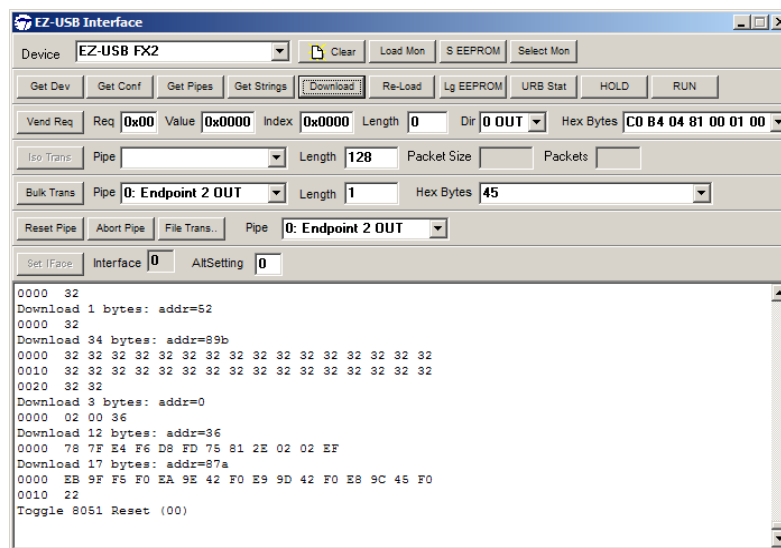 EZ-USB Interface
Device EZ-USB FX2 Clear Load Mon S EEPROM Select Mon
Get Dev Get Conf Get Pipes Get Strings Download Re-Load Lg EEPROM URB Stat HOLD RUN
Vend Req Req 0x00 Value 0x0000 Index 0x0000 Length 0 Dir 0 OUT Hex Bytes C0 B4 04 81 00 01 00
Iso Trans Pipe Length 128 Packet Size Packets
Bulk Trans Pipe 0: Endpoint 2 OUT Length 1 Hex Bytes 45
Reset Pipe Abort Pipe File Trans.. Pipe 0: Endpoint 2 OUT
Set IFace Interface 0 AltSetting 0
0000 32
Download 1 bytes: addr=52
0000 32
Download 34 bytes: addr=89b
0000 32 32 32 32 32 32 32 32 32 32 32 32 32 32 32 32
0010 32 32 32 32 32 32 32 32 32 32 32 32 32 32 32 32
0020 32 32
Download 3 bytes: addr=0
0000 02 00 36
Download 12 bytes: addr=36
0000 78 7F E4 F6 D8 FD 75 81 2E 02 02 EF
Download 17 bytes: addr=87a
0000 EB 9F F5 F0 EA 9E 42 F0 E9 9D 42 F0 E8 9C 45 F0
0010 22
Toggle 8051 Reset (00)